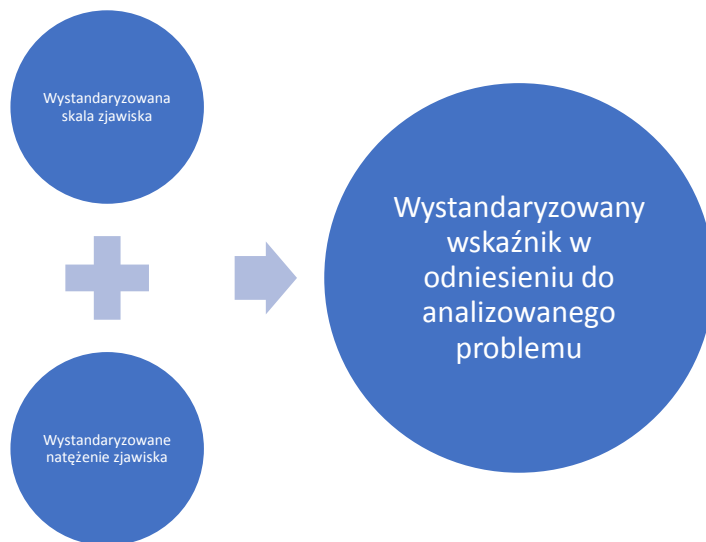 Wystandaryzowana
skala zjawiska
Wystandaryzowane
natężenie zjawiska
Wystandaryzowany
wskaźnik w
odniesieniu do
analizowanego
problemu